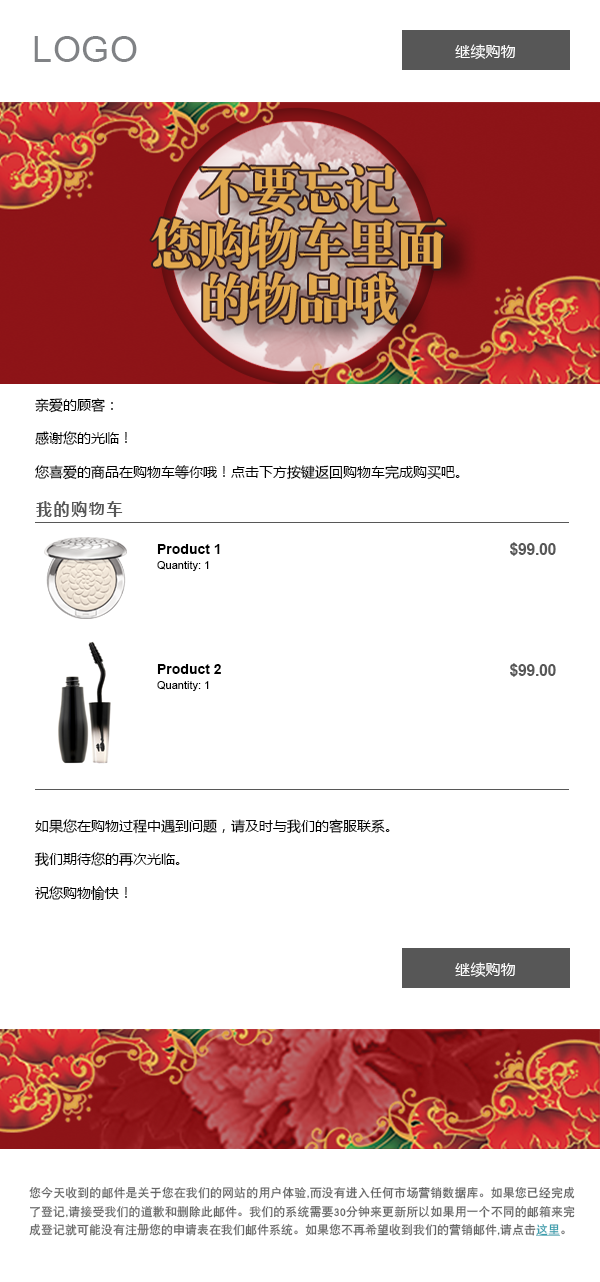 LOGO
继续购物
不要忘记
您购物车里面
的物品哦
亲爱的顾客：
感谢您的光临！
您喜爱的商品在购物车等你哦！点击下方按键返回购物车完成购买吧。
我的购物车
Product 1
$99.00
Quantity: 1
Product 2
$99.00
Quantity: 1
如果您在购物过程中遇到问题，请及时与我们的客服联系。
我们期待您的再次光临。
祝您购物愉快！
继续购物
您今天收到的邮件是关于您在我们的网站的用户体验,而没有进入任何市场营销数据库。如果您已经完成
了登记,请接受我们的道歉和删除此邮件。我们的系统需要30分钟来更新所以如果用一个不同的邮箱来完
成登记就可能没有注册您的申请表在我们邮件系统。如果您不再希望收到我们的营销邮件,请点击这里。